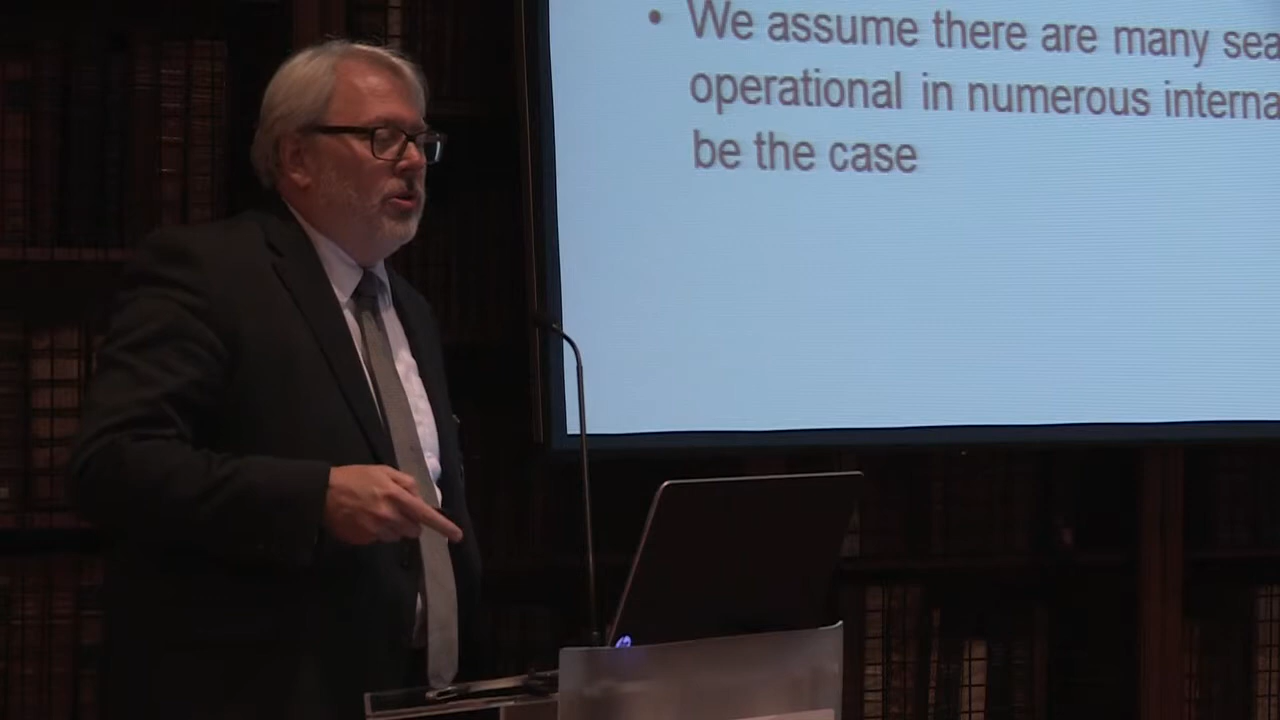 • We assume there are many sea
operational in numerous interna
be the case